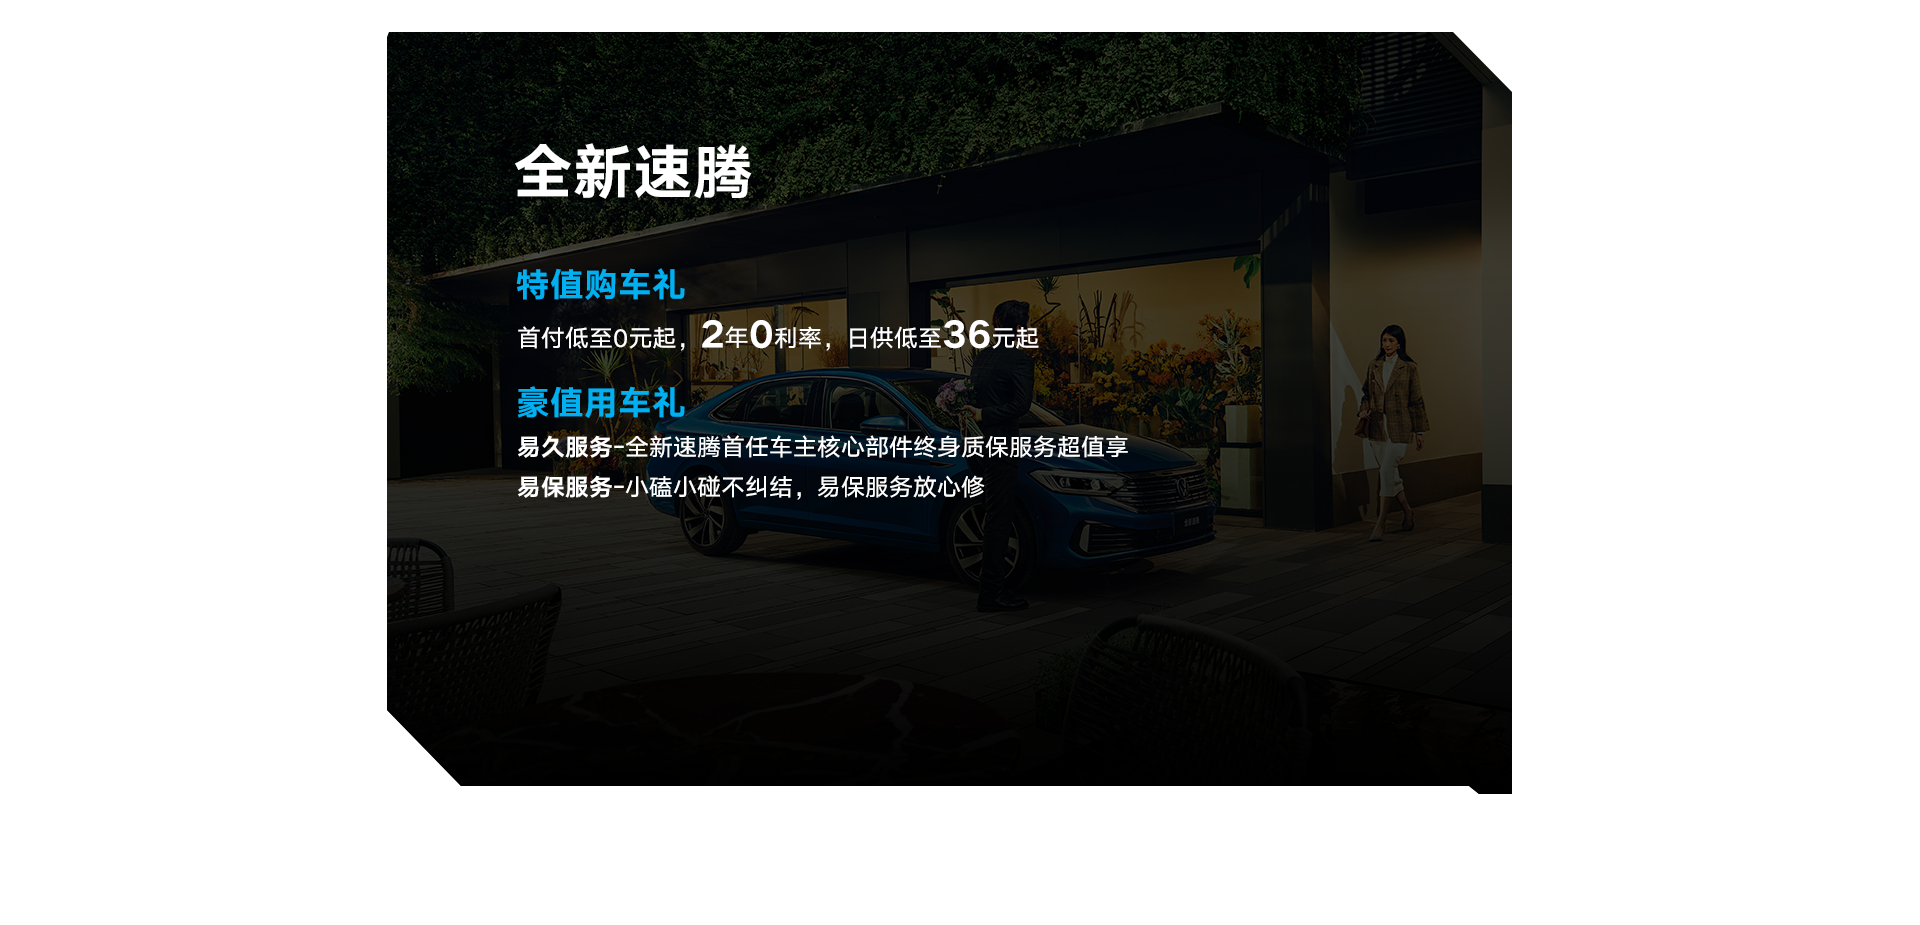 全新速腾
特值购车礼
首付低至0元起，2年0利率，日供低至36元起
豪值用车礼
易久服务-全新速腾首任车主核心部件终身质保服务超值享
易保服务-小磕小碰不纠结，易保服务放心修